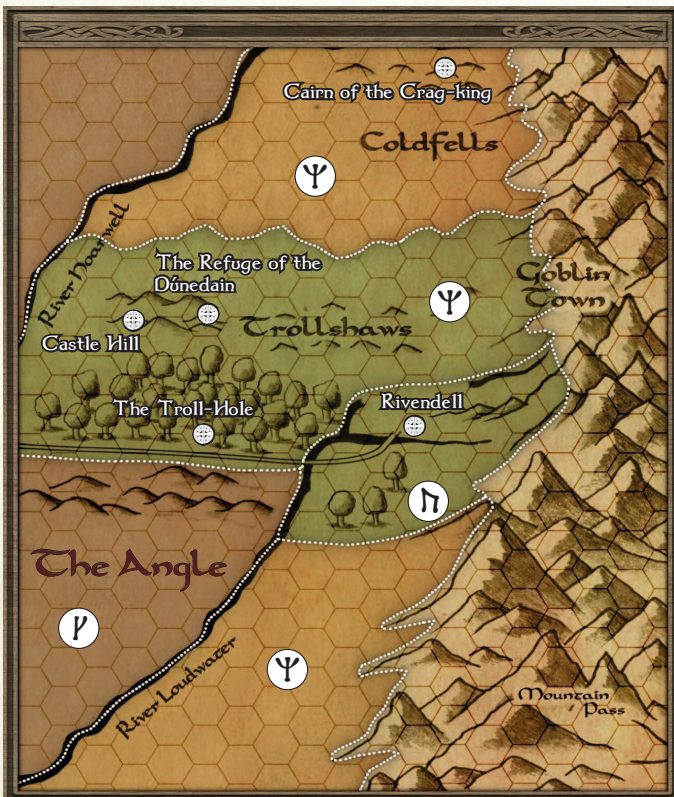 Cairn of the Crag-king
Coldfells
ᛉ
River Hoarwell
The Refuge of the
Dúnedain
Goblin
Town
ᛉ
Castle Hill
Trollshaws
The Troll-Hole
Rivendell
ᚢ
The Angle
ᚠ
River Loudwater
ᛉ
Mountain
Pass